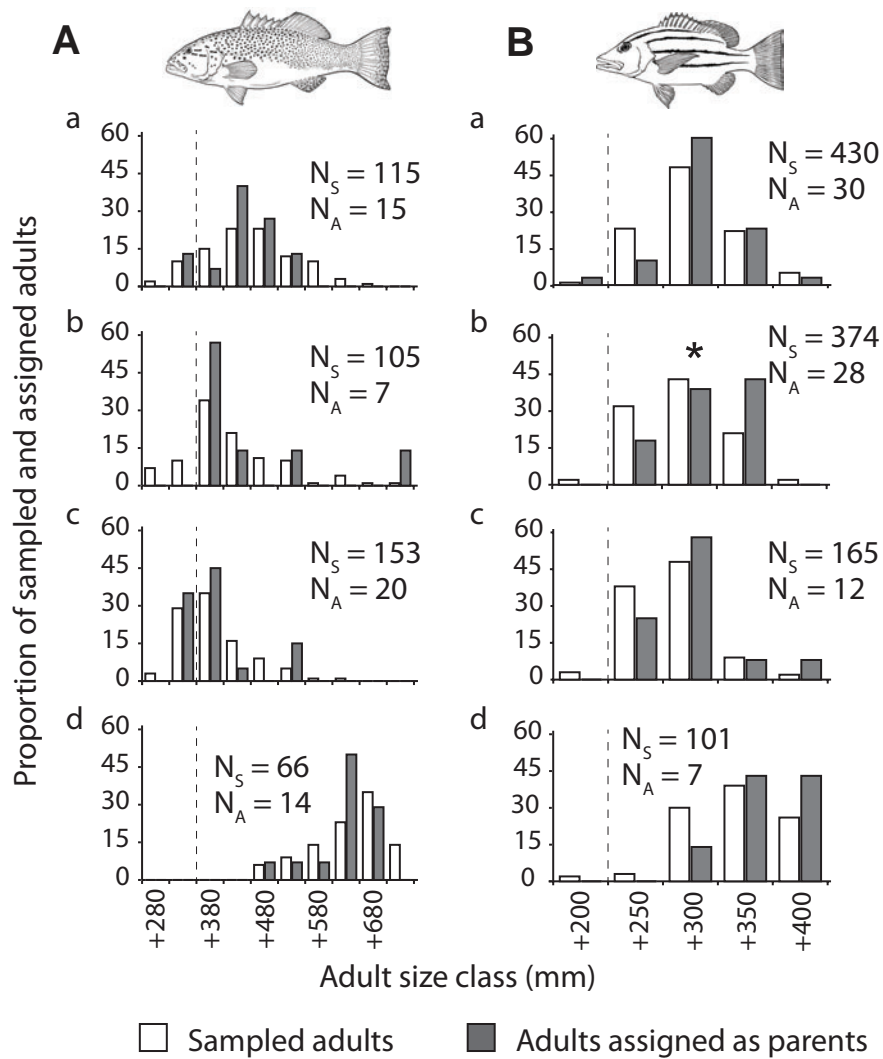 A
B
Proportion of sampled and assigned adults
a
60
45
30
15
0
N_S = 115
N_A = 15
a
60
45
30
15
0
N_S = 430
N_A = 30
b
60
45
30
15
0
N_S = 105
N_A = 7
b
60
45
30
15
0
*
N_S = 374
N_A = 28
c
60
45
30
15
0
N_S = 153
N_A = 20
c
60
45
30
15
0
N_S = 165
N_A = 12
d
60
45
30
15
0
N_S = 66
N_A = 14
+280
+380
+480
+580
+680
d
60
45
30
15
0
N_S = 101
N_A = 7
+200
+250
+300
+350
+400
Adult size class (mm)
Sampled adults
Adults assigned as parents